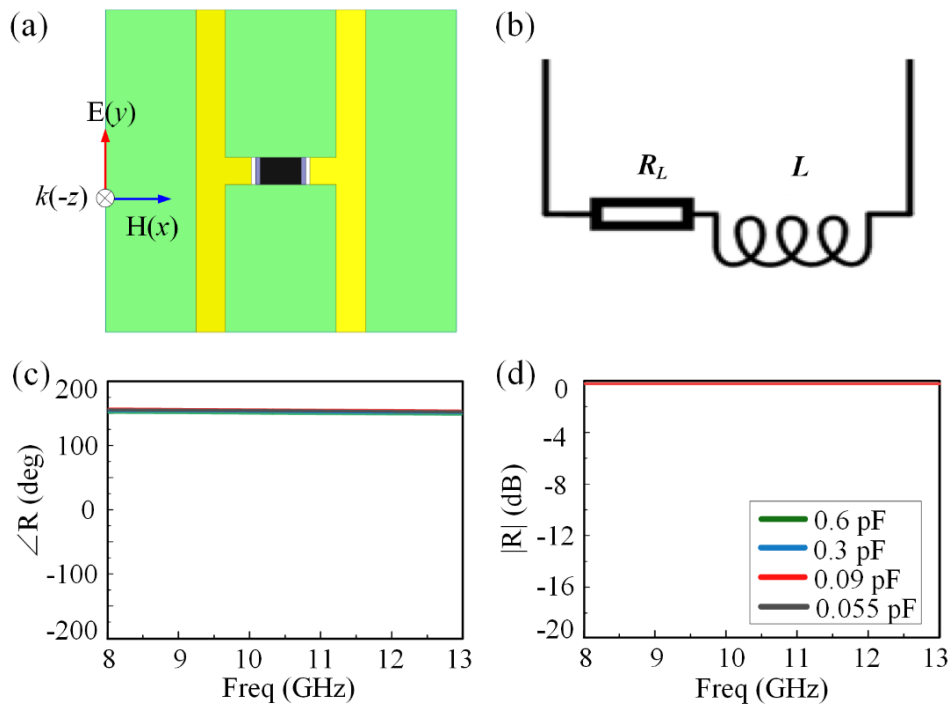 (a)
E(y)
k(-z)
H(x)
(b)
R_L
L
(c)
200
100
0
-100
-200
∠R (deg)
8 9 10 11 12 13
Freq (GHz)
(d)
0
-4
-8
-12
-16
-20
|R| (dB)
0.6 pF
0.3 pF
0.09 pF
0.055 pF
8 9 10 11 12 13
Freq (GHz)